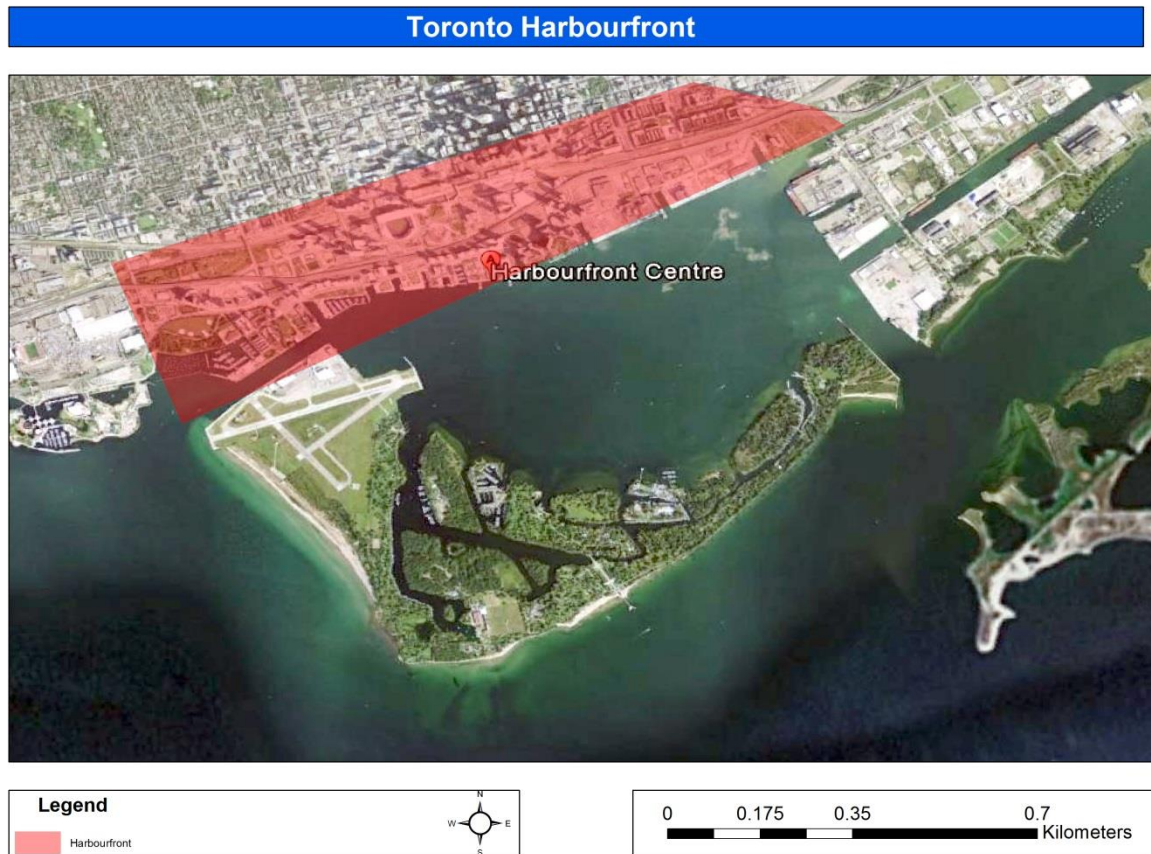 Toronto Harbourfront
A
Harbourfront Centre
Legend
Harbourfront
N
W E
S
0 0.175 0.35 0.7
Kilometers